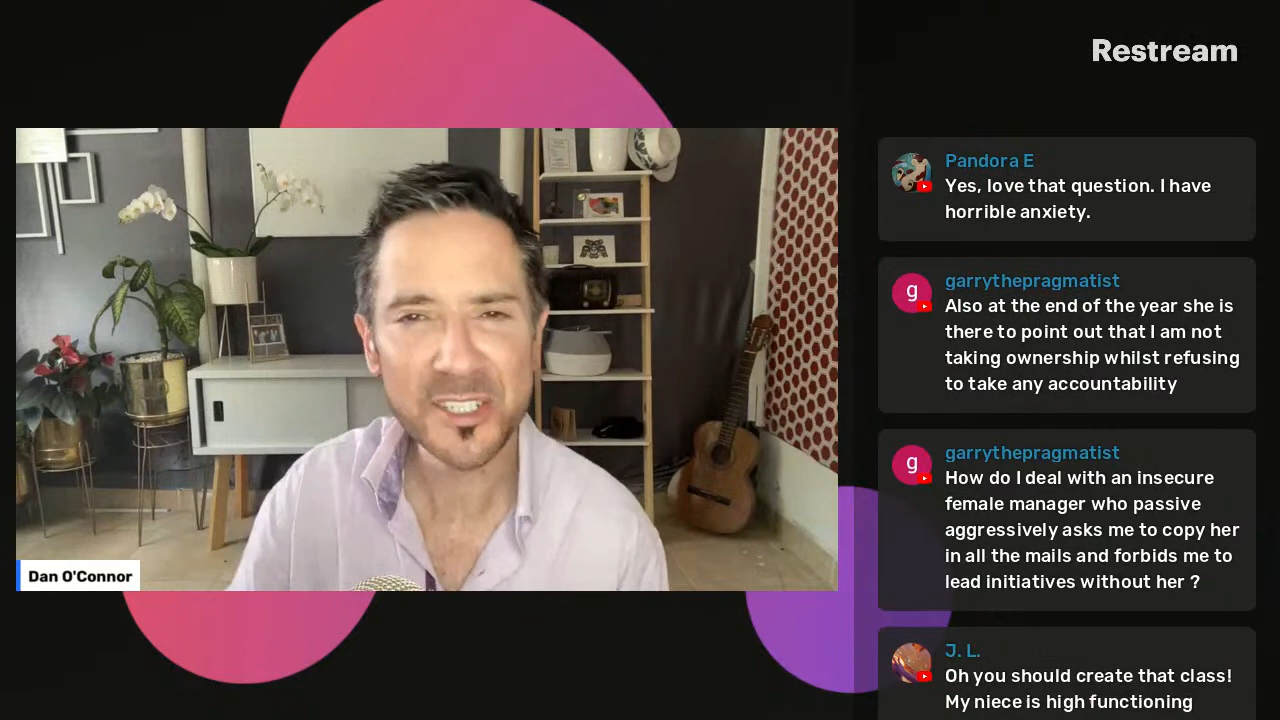 Restream
Pandora E
Yes, love that question. I have
horrible anxiety.
g
garrythepragmatist
Also at the end of the year she is
there to point out that I am not
taking ownership whilst refusing
to take any accountability
g
garrythepragmatist
How do I deal with an insecure
female manager who passive
aggressively asks me to copy her
in all the mails and forbids me to
lead initiatives without her ?
J. L.
Oh you should create that class!
My niece is high functioning
Dan O'Connor